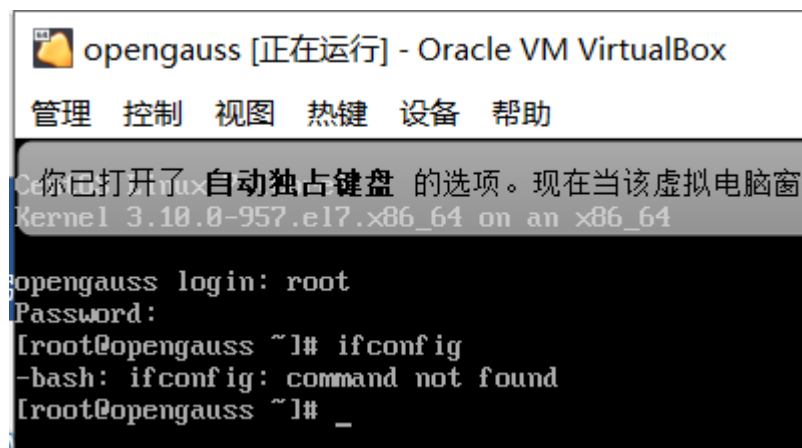 opengauss [正在运行] - Oracle VM VirtualBox
管理 控制 视图 热键 设备 帮助
你已打开了 自动独占键盘 的选项。现在当该虚拟电脑窗
Kernel 3.10.0-957.el7.x86_64 on an x86_64
opengauss login: root
Password:
[root@opengauss ~]# ifconfig
-bash: ifconfig: command not found
[root@opengauss ~]# _